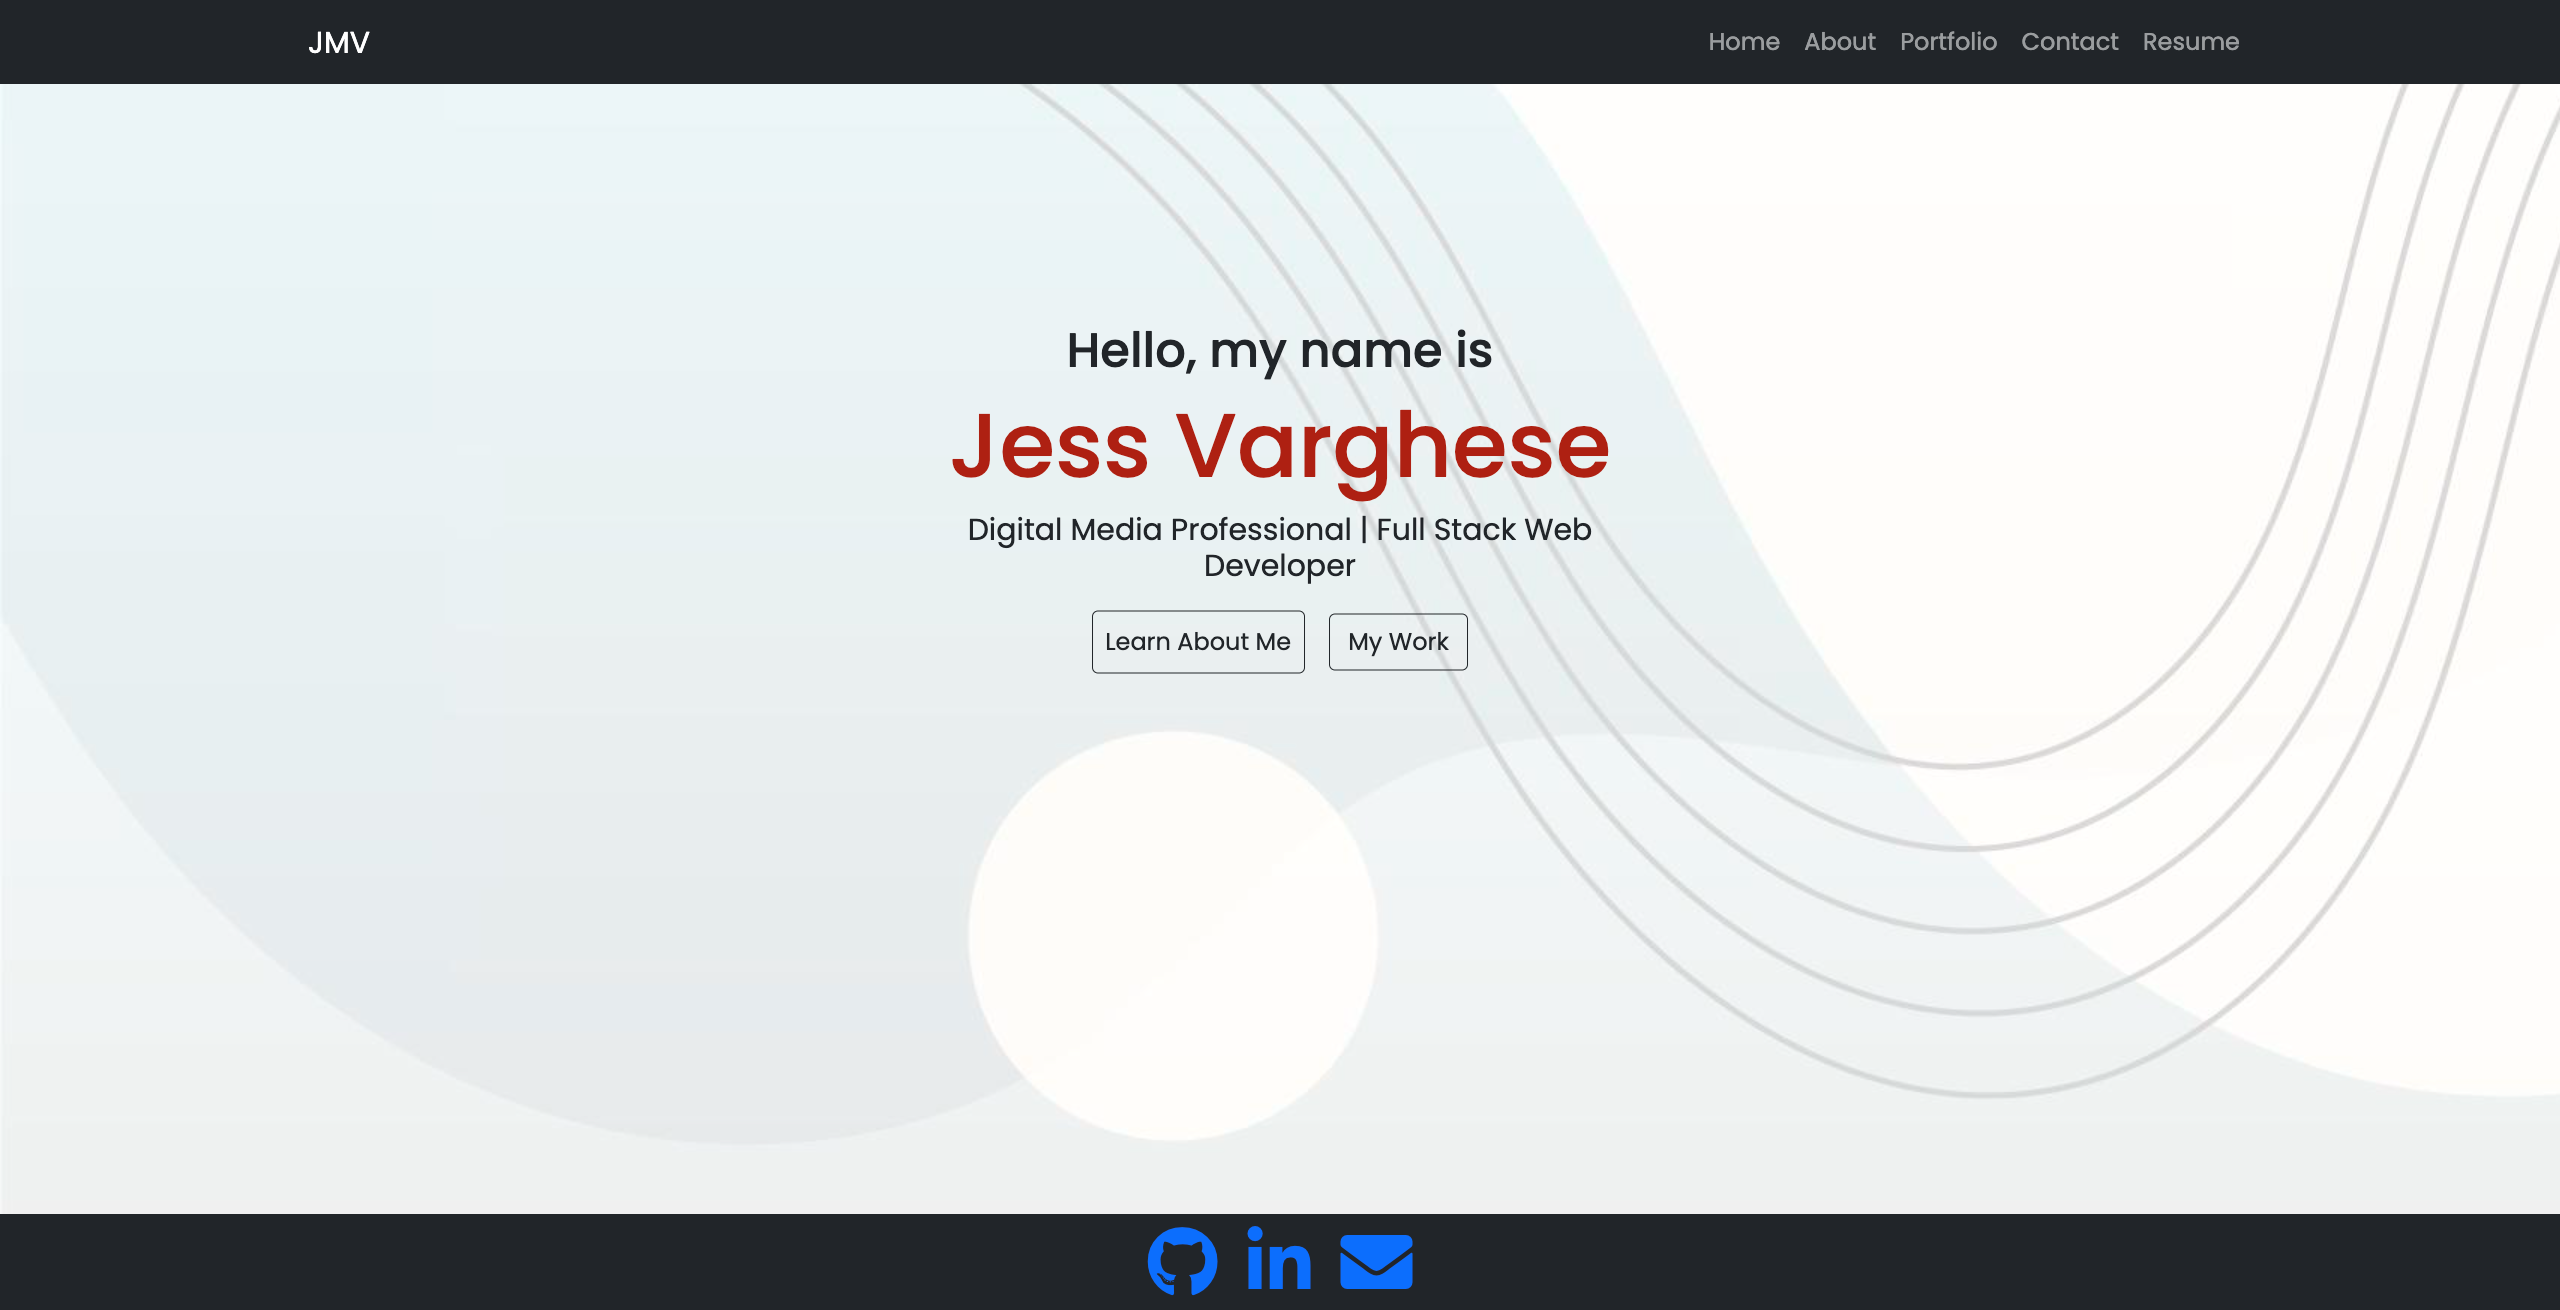 JMV
Home About Portfolio Contact Resume
Hello, my name is
Jess Varghese
Digital Media Professional | Full Stack Web
Developer
Learn About Me My Work
in